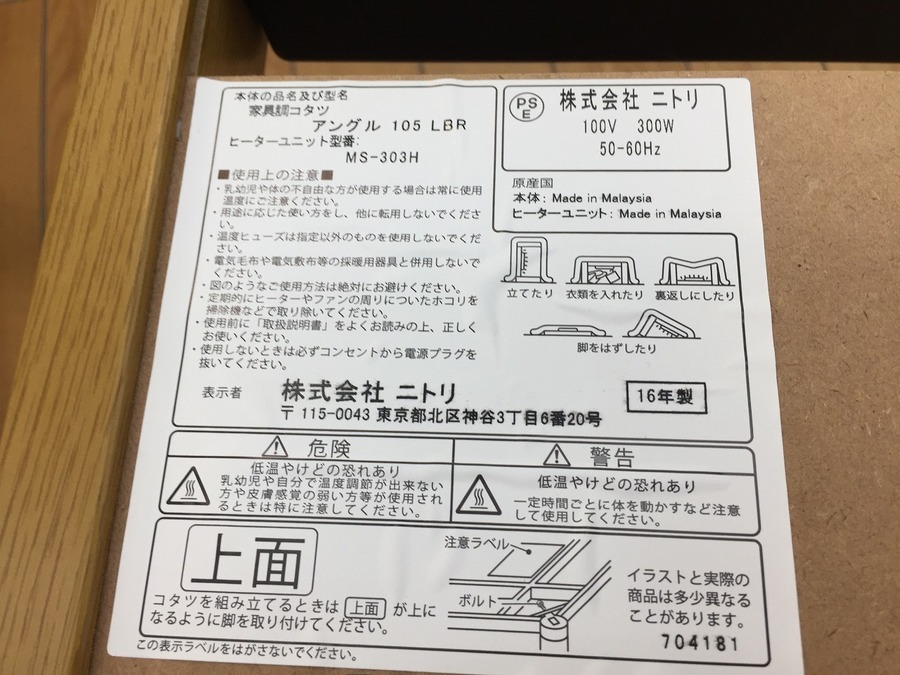 本体の品名及び型名
家具調コタツ
アングル 105 LBR
ヒーターユニット型番:
MS-303H
■使用上の注意■
・乳幼児や体の不自由な方が使用する場合は常に使用
温度にご注意ください。
・用途に応じた使い方をし、他に転用しないでくださ
い。
・温度ヒューズは指定以外のものを使用しないでくだ
さい。
・電気毛布や電気敷布等の採暖用器具と併用しないで
ください。
・図のようなご使用方法は絶対にお避けください。
・定期的にヒーターやファンの周りについたホコリを
掃除機などで取り除いてください。
・使用前に「取扱説明書」をよくお読みの上、正しく
お使いください。
・使用しないときは必ずコンセントから電源プラグを
抜いてください。
PS
E
株式会社 ニトリ
100V 300W
50-60Hz
原産国
本体: Made in Malaysia
ヒーターユニット: Made in Malaysia
立てたり 衣類を入れたり 裏返しにしたり
脚をはずしたり
表示者 株式会社 ニトリ
〒115-0043 東京都北区神谷3丁目6番20号
16年製
危険
低温やけどの恐れあり
乳幼児や自分で温度調節が出来ない
方や皮膚感覚の弱い方等が使用され
るときは特に注意してください。
警告
低温やけどの恐れあり
一定時間ごとに体を動かすなど注意
して使用してください。
上面
コタツを組み立てるときは 上面 が上に
なるように脚を取り付けてください。
注意ラベル
ボルト
イラストと実際の
商品は多少異なる
ことがあります。
704181
この表示ラベルをはがさないでください。